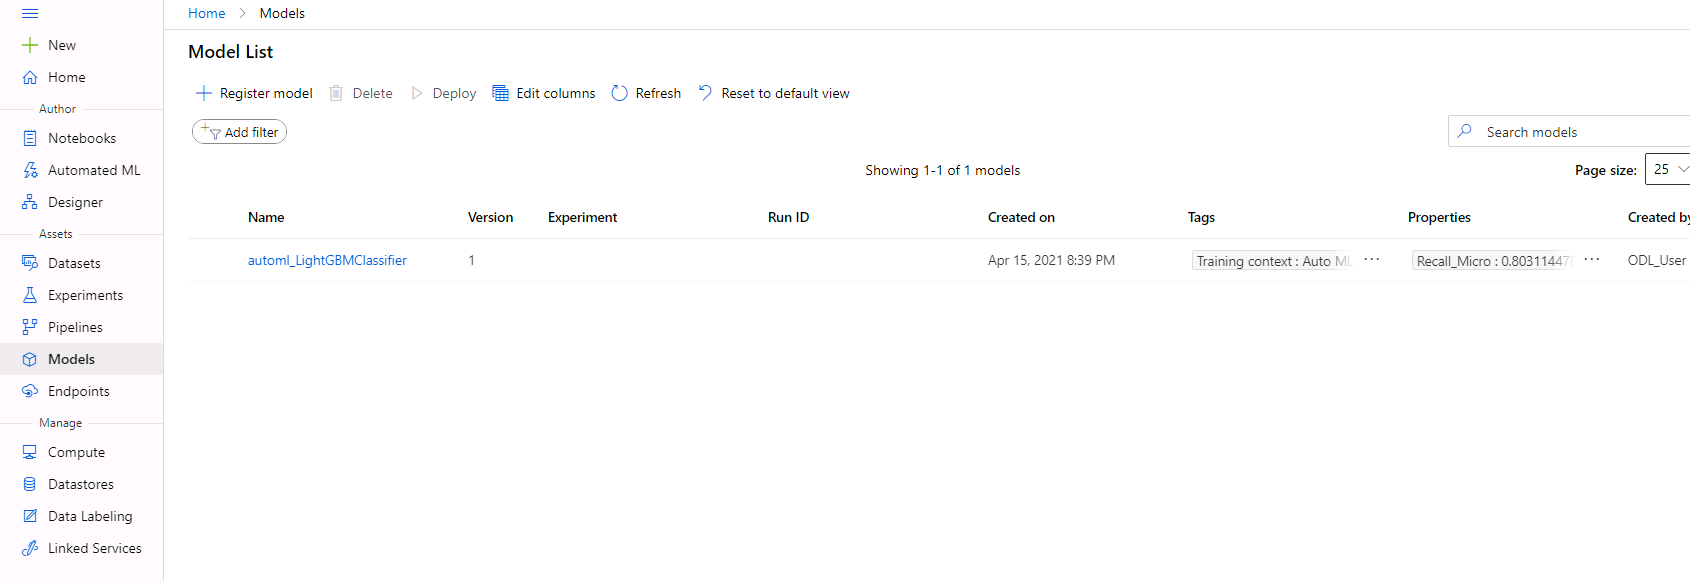 Home > Models
New
Home
Author
Notebooks
Automated ML
Designer
Assets
Datasets
Experiments
Pipelines
Models
Endpoints
Manage
Compute
Datastores
Data Labeling
Linked Services
Model List
Register model Delete Deploy Edit columns Refresh Reset to default view
Add filter
Search models
Showing 1-1 of 1 models
Page size: 25
Name Version Experiment Run ID Created on Tags Properties Created by
automl_LightGBMClassifier 1 Apr 15, 2021 8:39 PM Training context : Auto ML ··· Recall_Micro : 0.80311447 ··· ODL_User